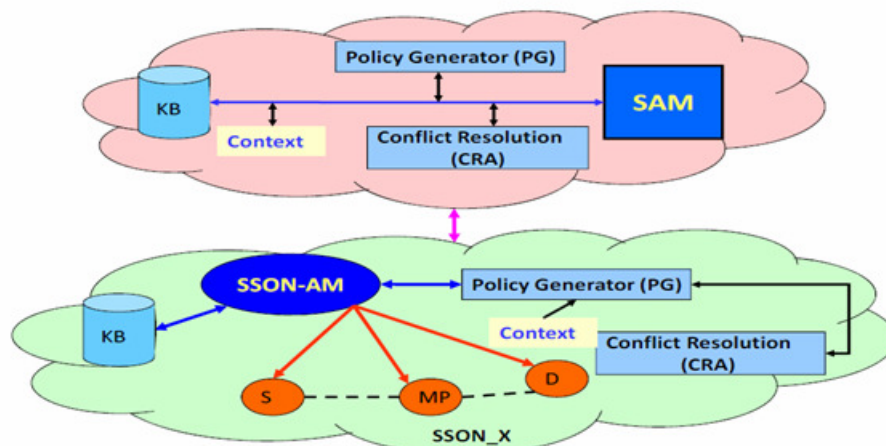 Policy Generator (PG)
KB
SAM
Context
Conflict Resolution
(CRA)
SSON-AM
Policy Generator (PG)
KB
Context
Conflict Resolution
(CRA)
D
S
MP
SSON_X